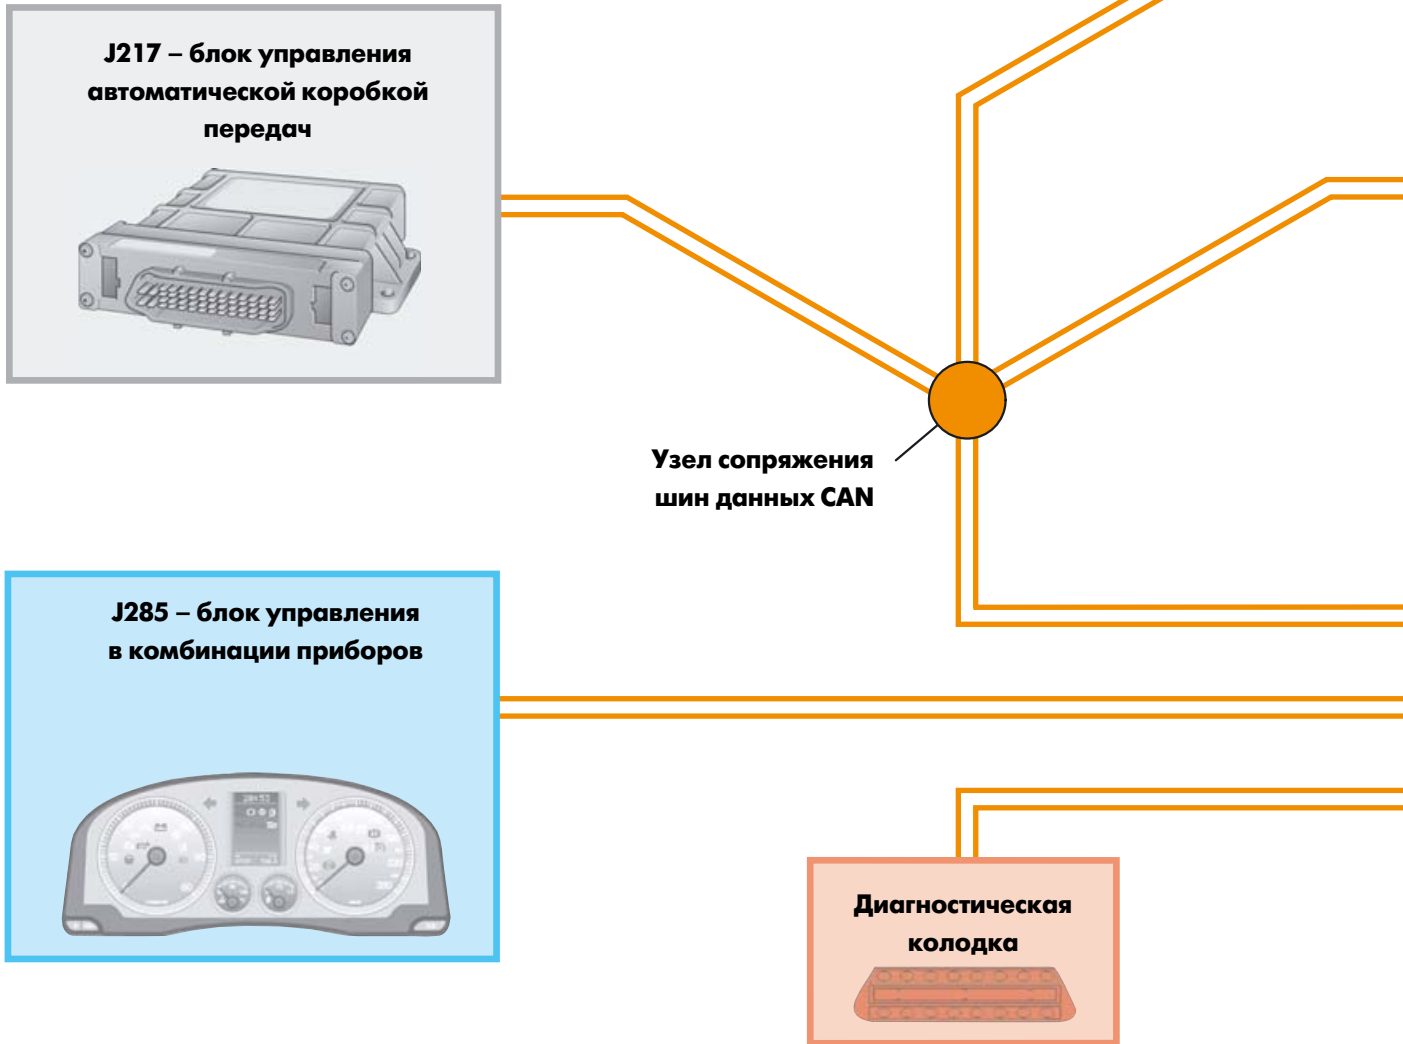 J217 – блок управления
автоматической коробкой
передач
Узел сопряжения
шин данных CAN
J285 – блок управления
в комбинации приборов
Диагностическая
колодка